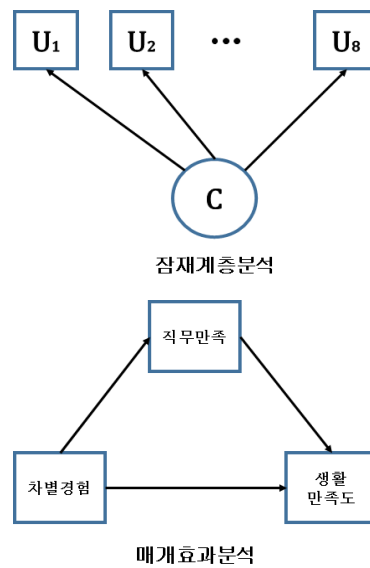 U1 U2 ··· U8
C
잠재계층분석
직무만족
차별경험
생활
만족도
매개효과분석